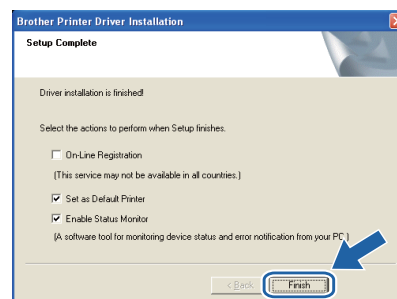 Brother Printer Driver Installation
Setup Complete
Driver installation is finished!
Select the actions to perform when Setup finishes.
On-Line Registration
(This service may not be available in all countries.)
Set as Default Printer
Enable Status Monitor
(A software tool for monitoring device status and error notification from your PC.)
< Back
Finish